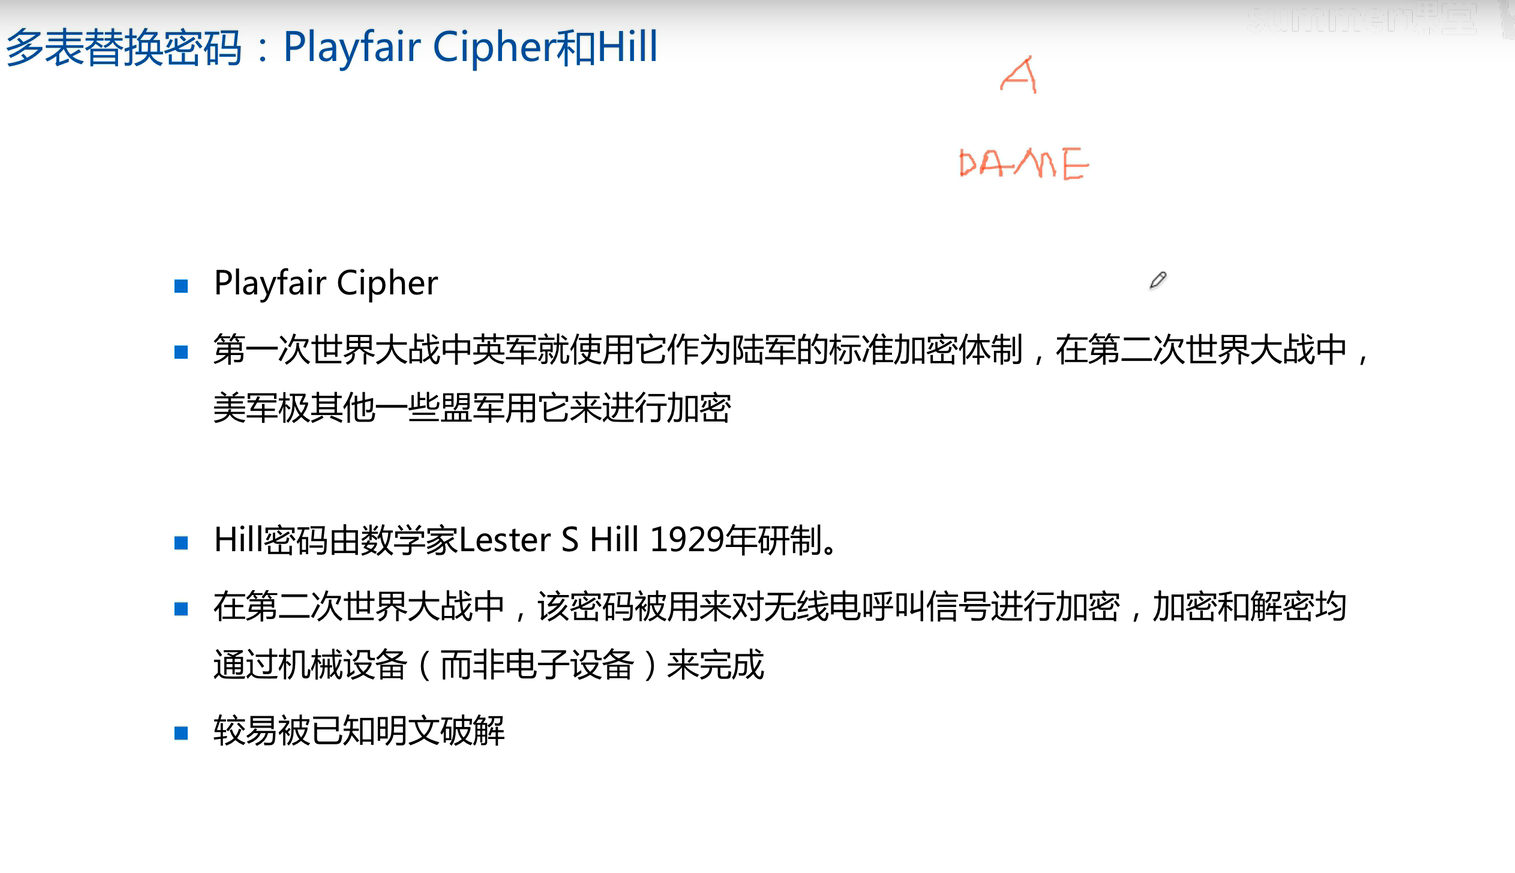 summer课堂
多表替换密码：Playfair Cipher和Hill
A
DAME
Playfair Cipher
第一次世界大战中英军就使用它作为陆军的标准加密体制，在第二次世界大战中，
美军极其他一些盟军用它来进行加密
Hill密码由数学家Lester S Hill 1929年研制。
在第二次世界大战中，该密码被用来对无线电呼叫信号进行加密，加密和解密均
通过机械设备（而非电子设备）来完成
较易被已知明文破解